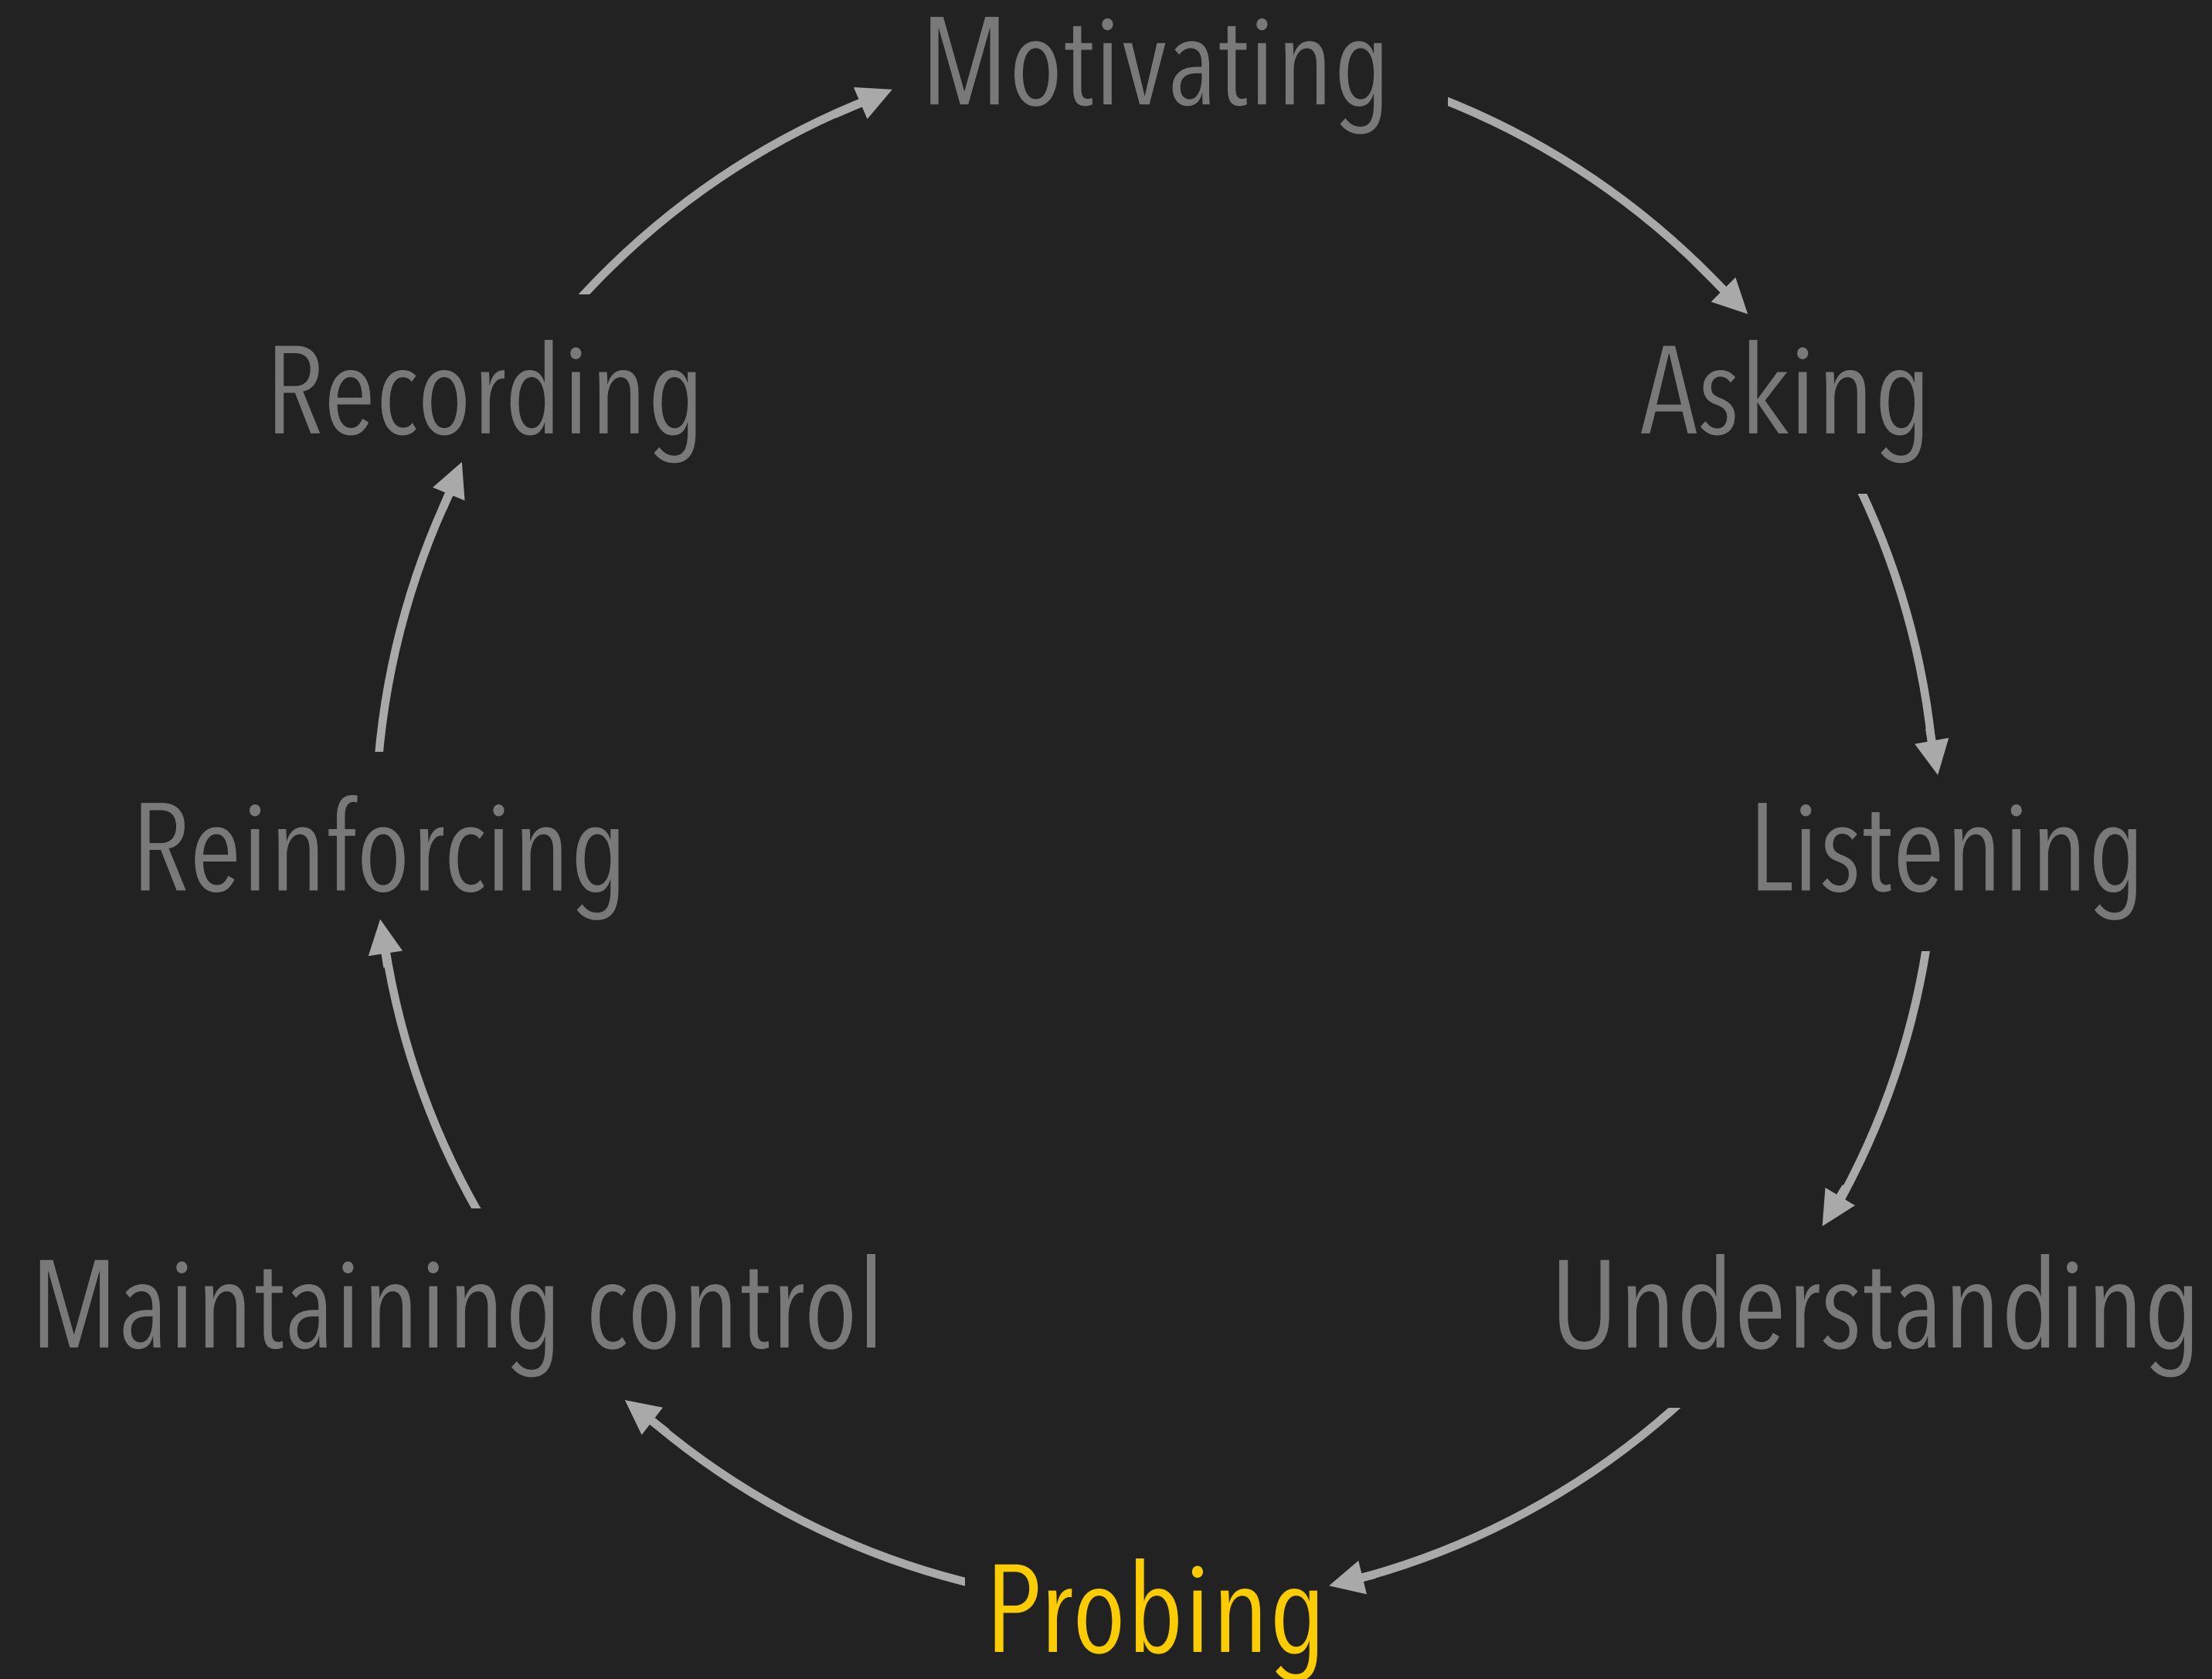 Motivating
Recording
Asking
Reinforcing
Listening
Maintaining control
Understanding
Probing